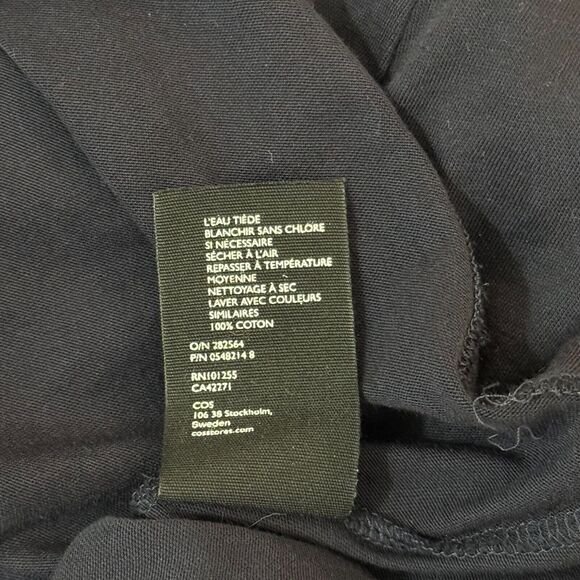 L'EAU TIÈDE
BLANCHIR SANS CHLORE
SI NÉCESSAIRE
SÉCHER À L'AIR
REPASSER À TEMPÉRATURE
MOYENNE
NETTOYAGE À SEC
LAVER AVEC COULEURS
SIMILAIRES
100% COTON
O/N 282564
P/N 0548214 8
RN101255
CA42271
COS
106 38 Stockholm,
Sweden
cosstores.com